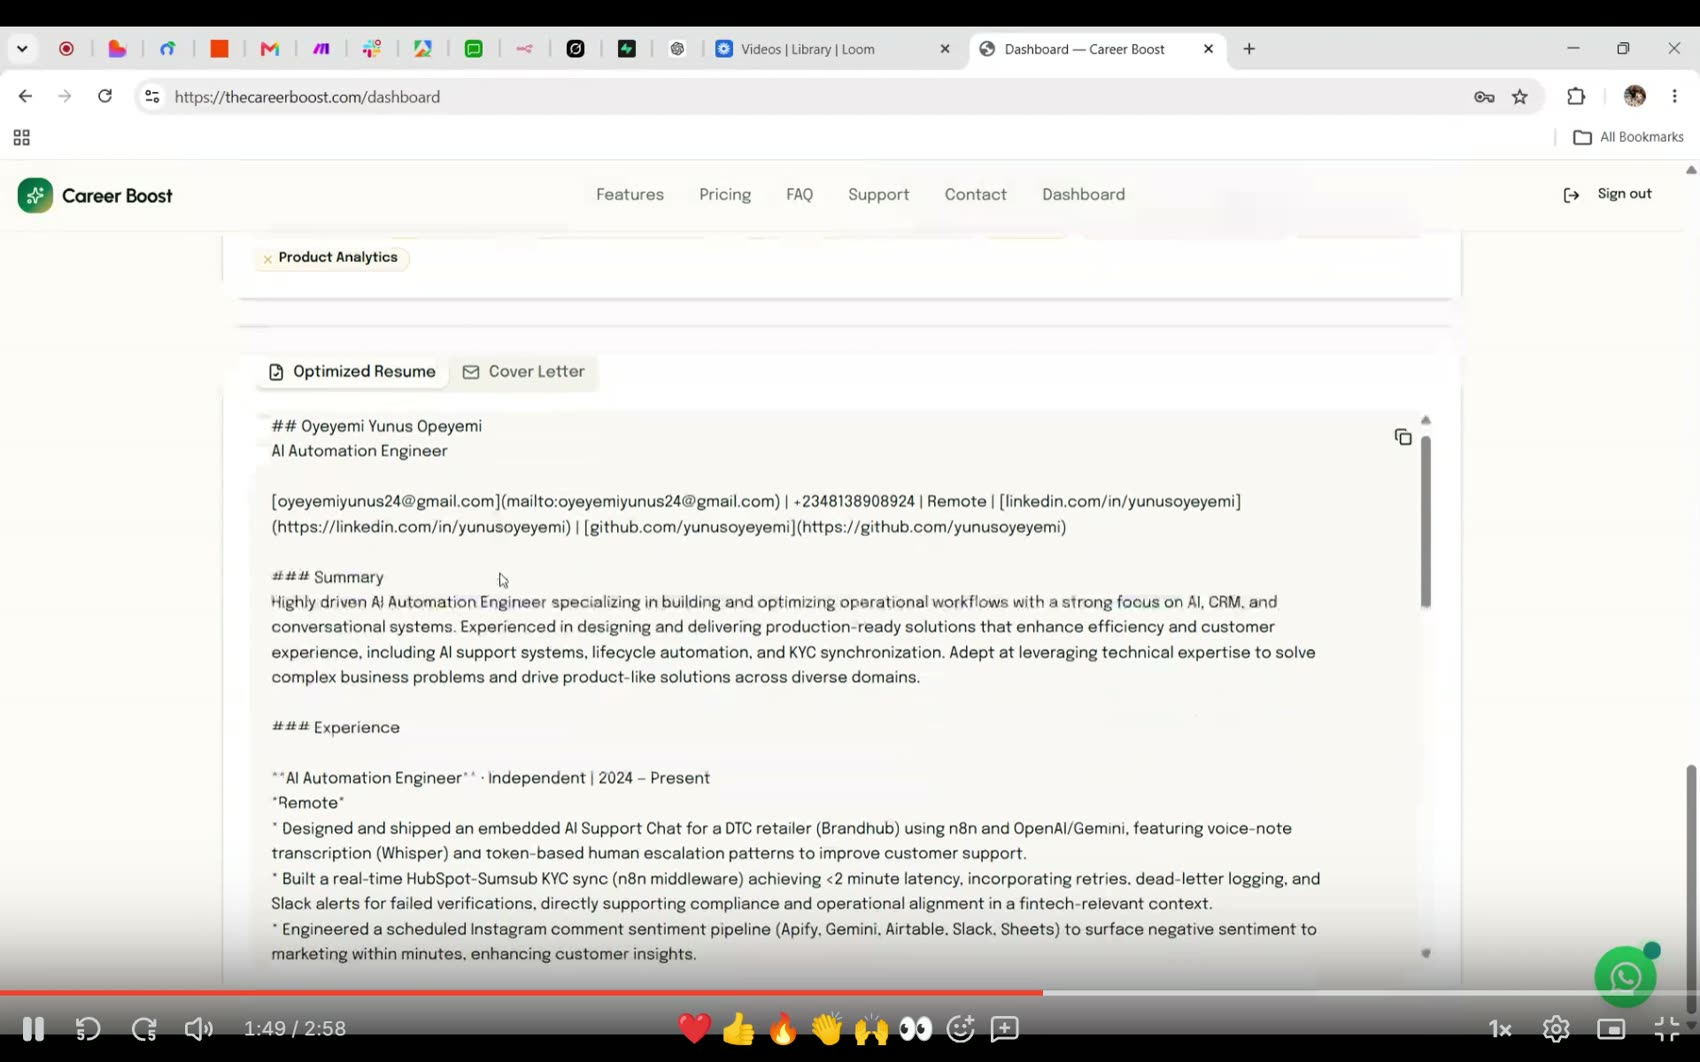 Videos | Library | Loom
Dashboard — Career Boost
https://thecareerboost.com/dashboard
All Bookmarks
Career Boost
Features
Pricing
FAQ
Support
Contact
Dashboard
Sign out
Product Analytics
Optimized Resume
Cover Letter
## Oyeyemi Yunus Opeyemi
AI Automation Engineer
[oyeyemiyunus24@gmail.com](mailto:oyeyemiyunus24@gmail.com) | +2348138908924 | Remote | [linkedin.com/in/yunusoyeyemi]
(https://linkedin.com/in/yunusoyeyemi) | [github.com/yunusoyeyemi](https://github.com/yunusoyeyemi)
### Summary
Highly driven AI Automation Engineer specializing in building and optimizing operational workflows with a strong focus on AI, CRM, and
conversational systems. Experienced in designing and delivering production-ready solutions that enhance efficiency and customer
experience, including AI support systems, lifecycle automation, and KYC synchronization. Adept at leveraging technical expertise to solve
complex business problems and drive product-like solutions across diverse domains.
### Experience
**AI Automation Engineer** · Independent | 2024 – Present
*Remote*
* Designed and shipped an embedded AI Support Chat for a DTC retailer (Brandhub) using n8n and OpenAI/Gemini, featuring voice-note
transcription (Whisper) and token-based human escalation patterns to improve customer support.
* Built a real-time HubSpot-Sumsub KYC sync (n8n middleware) achieving <2 minute latency, incorporating retries, dead-letter logging, and
Slack alerts for failed verifications, directly supporting compliance and operational alignment in a fintech-relevant context.
* Engineered a scheduled Instagram comment sentiment pipeline (Apify, Gemini, Airtable, Slack, Sheets) to surface negative sentiment to
marketing within minutes, enhancing customer insights.
1:49 / 2:58
1x